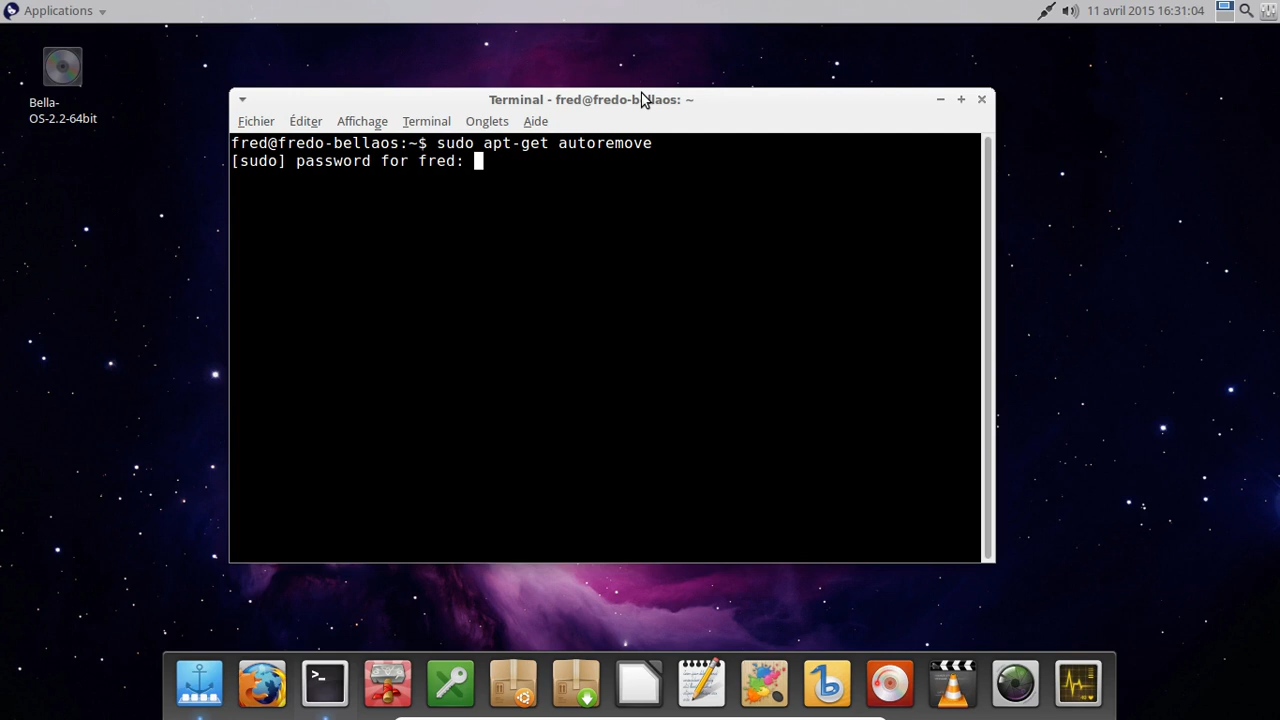 Applications
11 avril 2015 16:31:04
Bella-
OS-2.2-64bit
Terminal - fred@fredo-bellaos: ~
Fichier Éditer Affichage Terminal Onglets Aide
fred@fredo-bellaos:~$ sudo apt-get autoremove
[sudo] password for fred: